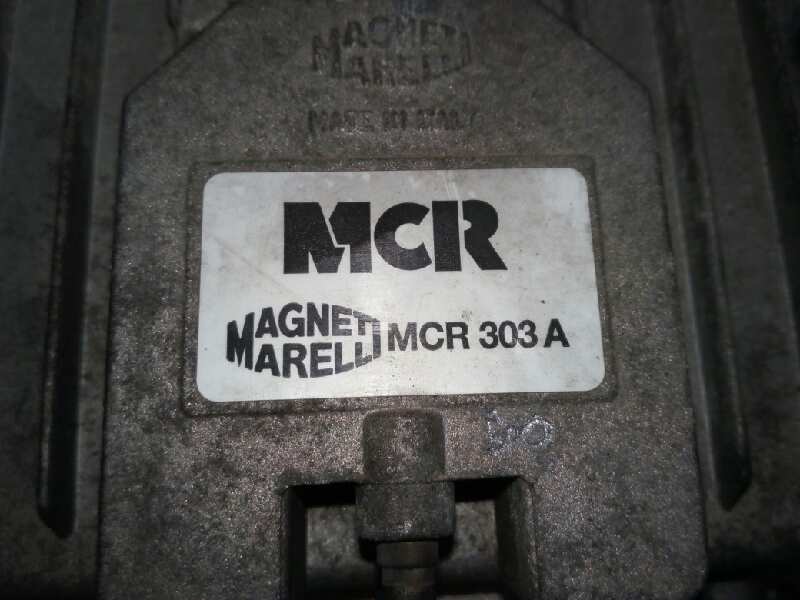 MAGNETI
MARELLI
MADE IN ITALY
MCR
MAGNETI
MARELLI
MCR 303 A